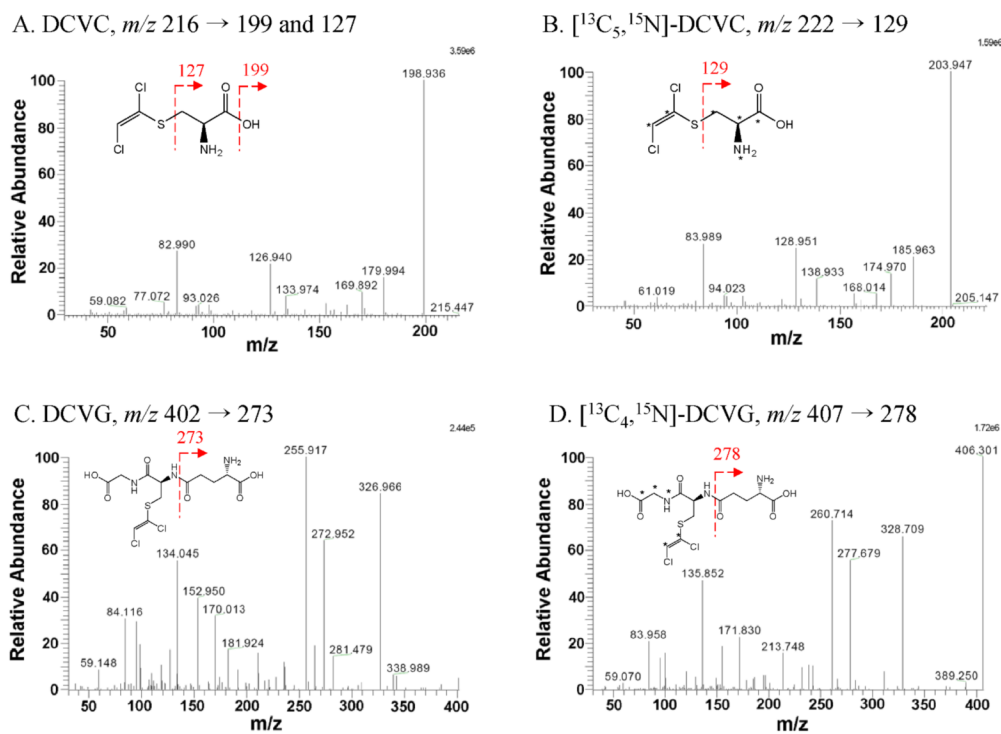 A. DCVC, m/z 216 → 199 and 127
3.59e6
100
80
60
40
20
0
Relative Abundance
127
199
Cl
O
S
OH
Cl
NH2
198.936
82.990
126.940
59.082
77.072
93.026
133.974
169.892
179.994
215.447
50
100
150
200
m/z
B. [13C5,15N]-DCVC, m/z 222 → 129
1.59e6
100
80
60
40
20
0
Relative Abundance
129
Cl
O
*
*
*
*
*
S
OH
Cl
NH2
*
203.947
83.989
128.951
61.019
94.023
138.933
168.014
174.970
185.963
205.147
50
100
150
200
m/z
C. DCVG, m/z 402 → 273
2.44e5
100
80
60
40
20
0
Relative Abundance
273
HO
O
N
H
O
H
N
O
NH2
OH
O
S
Cl
Cl
255.917
326.966
272.952
134.045
152.950
170.013
84.116
181.924
59.148
281.479
338.989
50
100
150
200
250
300
350
400
m/z
D. [13C4,15N]-DCVG, m/z 407 → 278
1.72e6
100
80
60
40
20
0
Relative Abundance
278
HO
*
*
*
O
N
H
O
H
N
O
NH2
OH
O
S
*
*
Cl
Cl
406.301
260.714
328.709
277.679
135.852
171.830
83.958
213.748
59.070
389.250
50
100
150
200
250
300
350
400
m/z